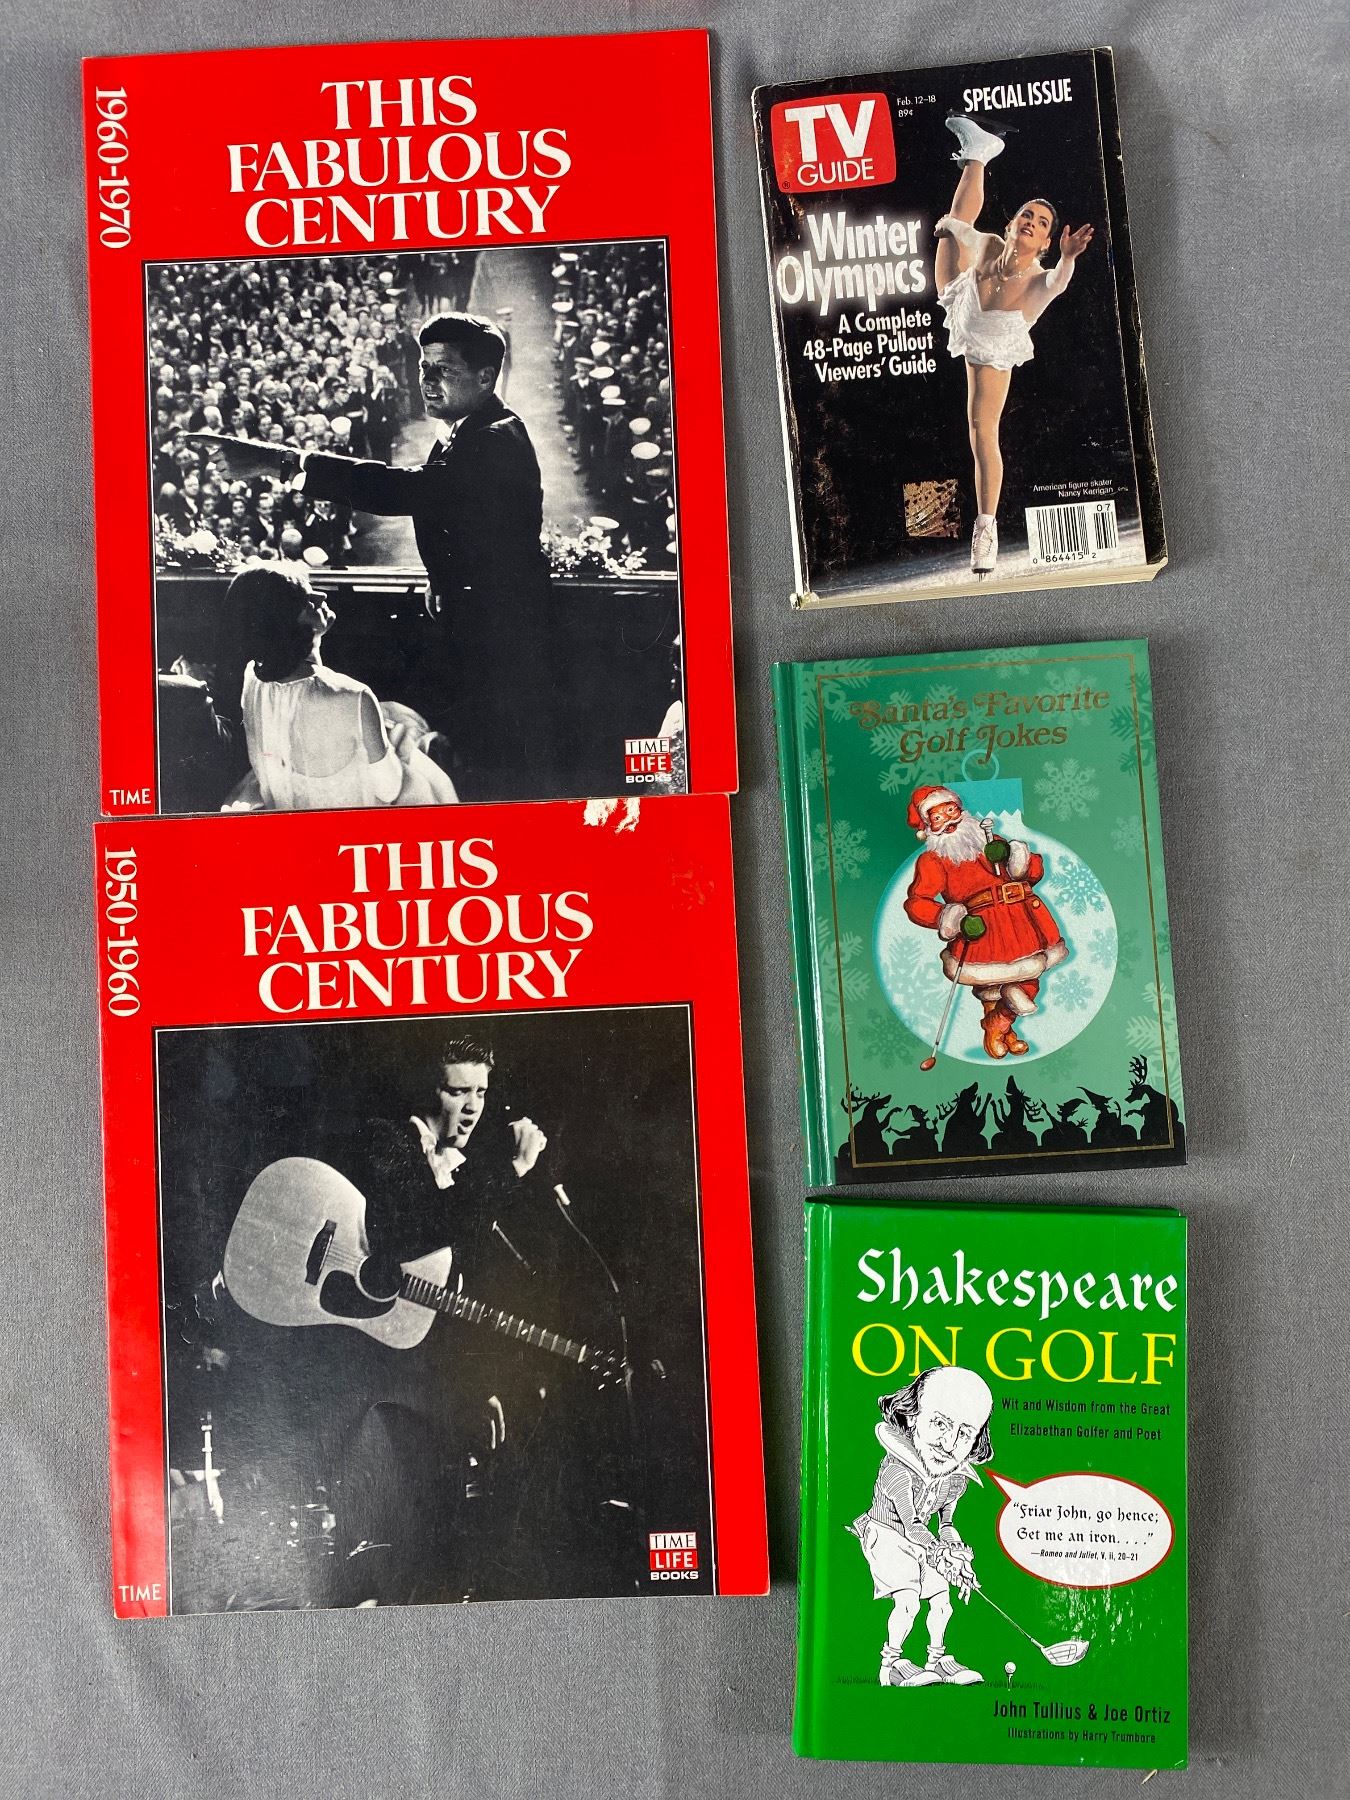 1960-1970
THIS
FABULOUS
CENTURY
TIME
LIFE
BOOKS
TIME
1950-1960
THIS
FABULOUS
CENTURY
TIME
LIFE
BOOKS
TIME
TV
GUIDE
®
Feb. 12–18
89¢
SPECIAL ISSUE
Winter
Olympics
A Complete
48-Page Pullout
Viewers' Guide
American figure skater
Nancy Kerrigan
07
0 864415 2
Santa's Favorite
Golf Jokes
Shakespeare
ON GOLF
Wit and Wisdom from the Great
Elizabethan Golfer and Poet
"Friar John, go hence;
Get me an iron. . . ."
—Romeo and Juliet, V, ii, 20–21
John Tullius & Joe Ortiz
Illustrations by Harry Trumbore